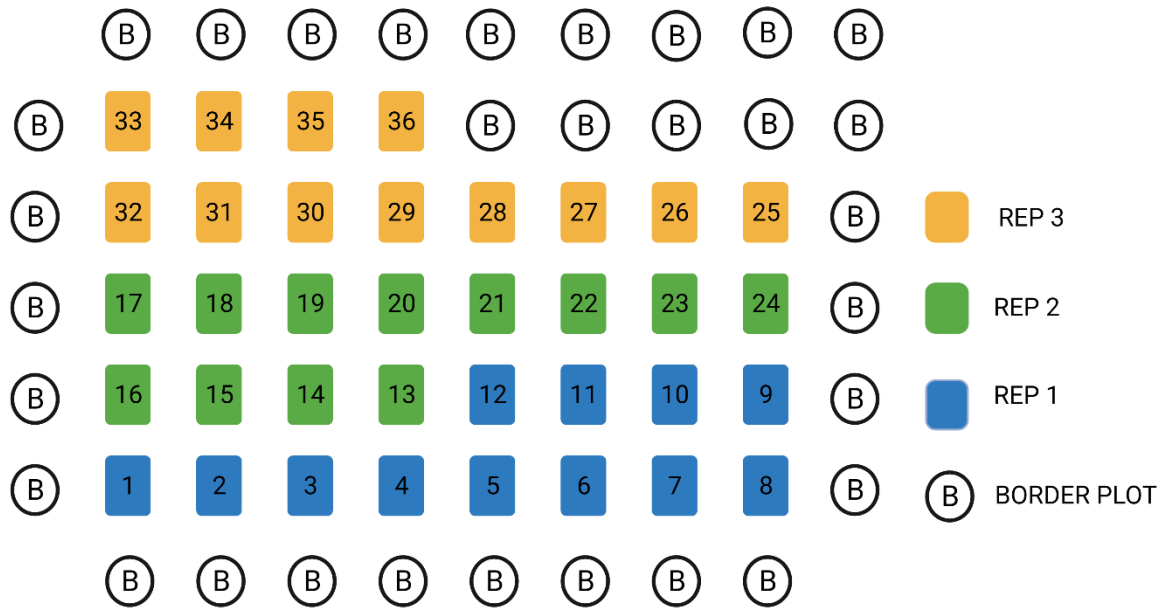 B B B B B B B B B
B 33 34 35 36 B B B B B
B 32 31 30 29 28 27 26 25 B REP 3
B 17 18 19 20 21 22 23 24 B REP 2
B 16 15 14 13 12 11 10 9 B REP 1
B 1 2 3 4 5 6 7 8 B B BORDER PLOT
B B B B B B B B